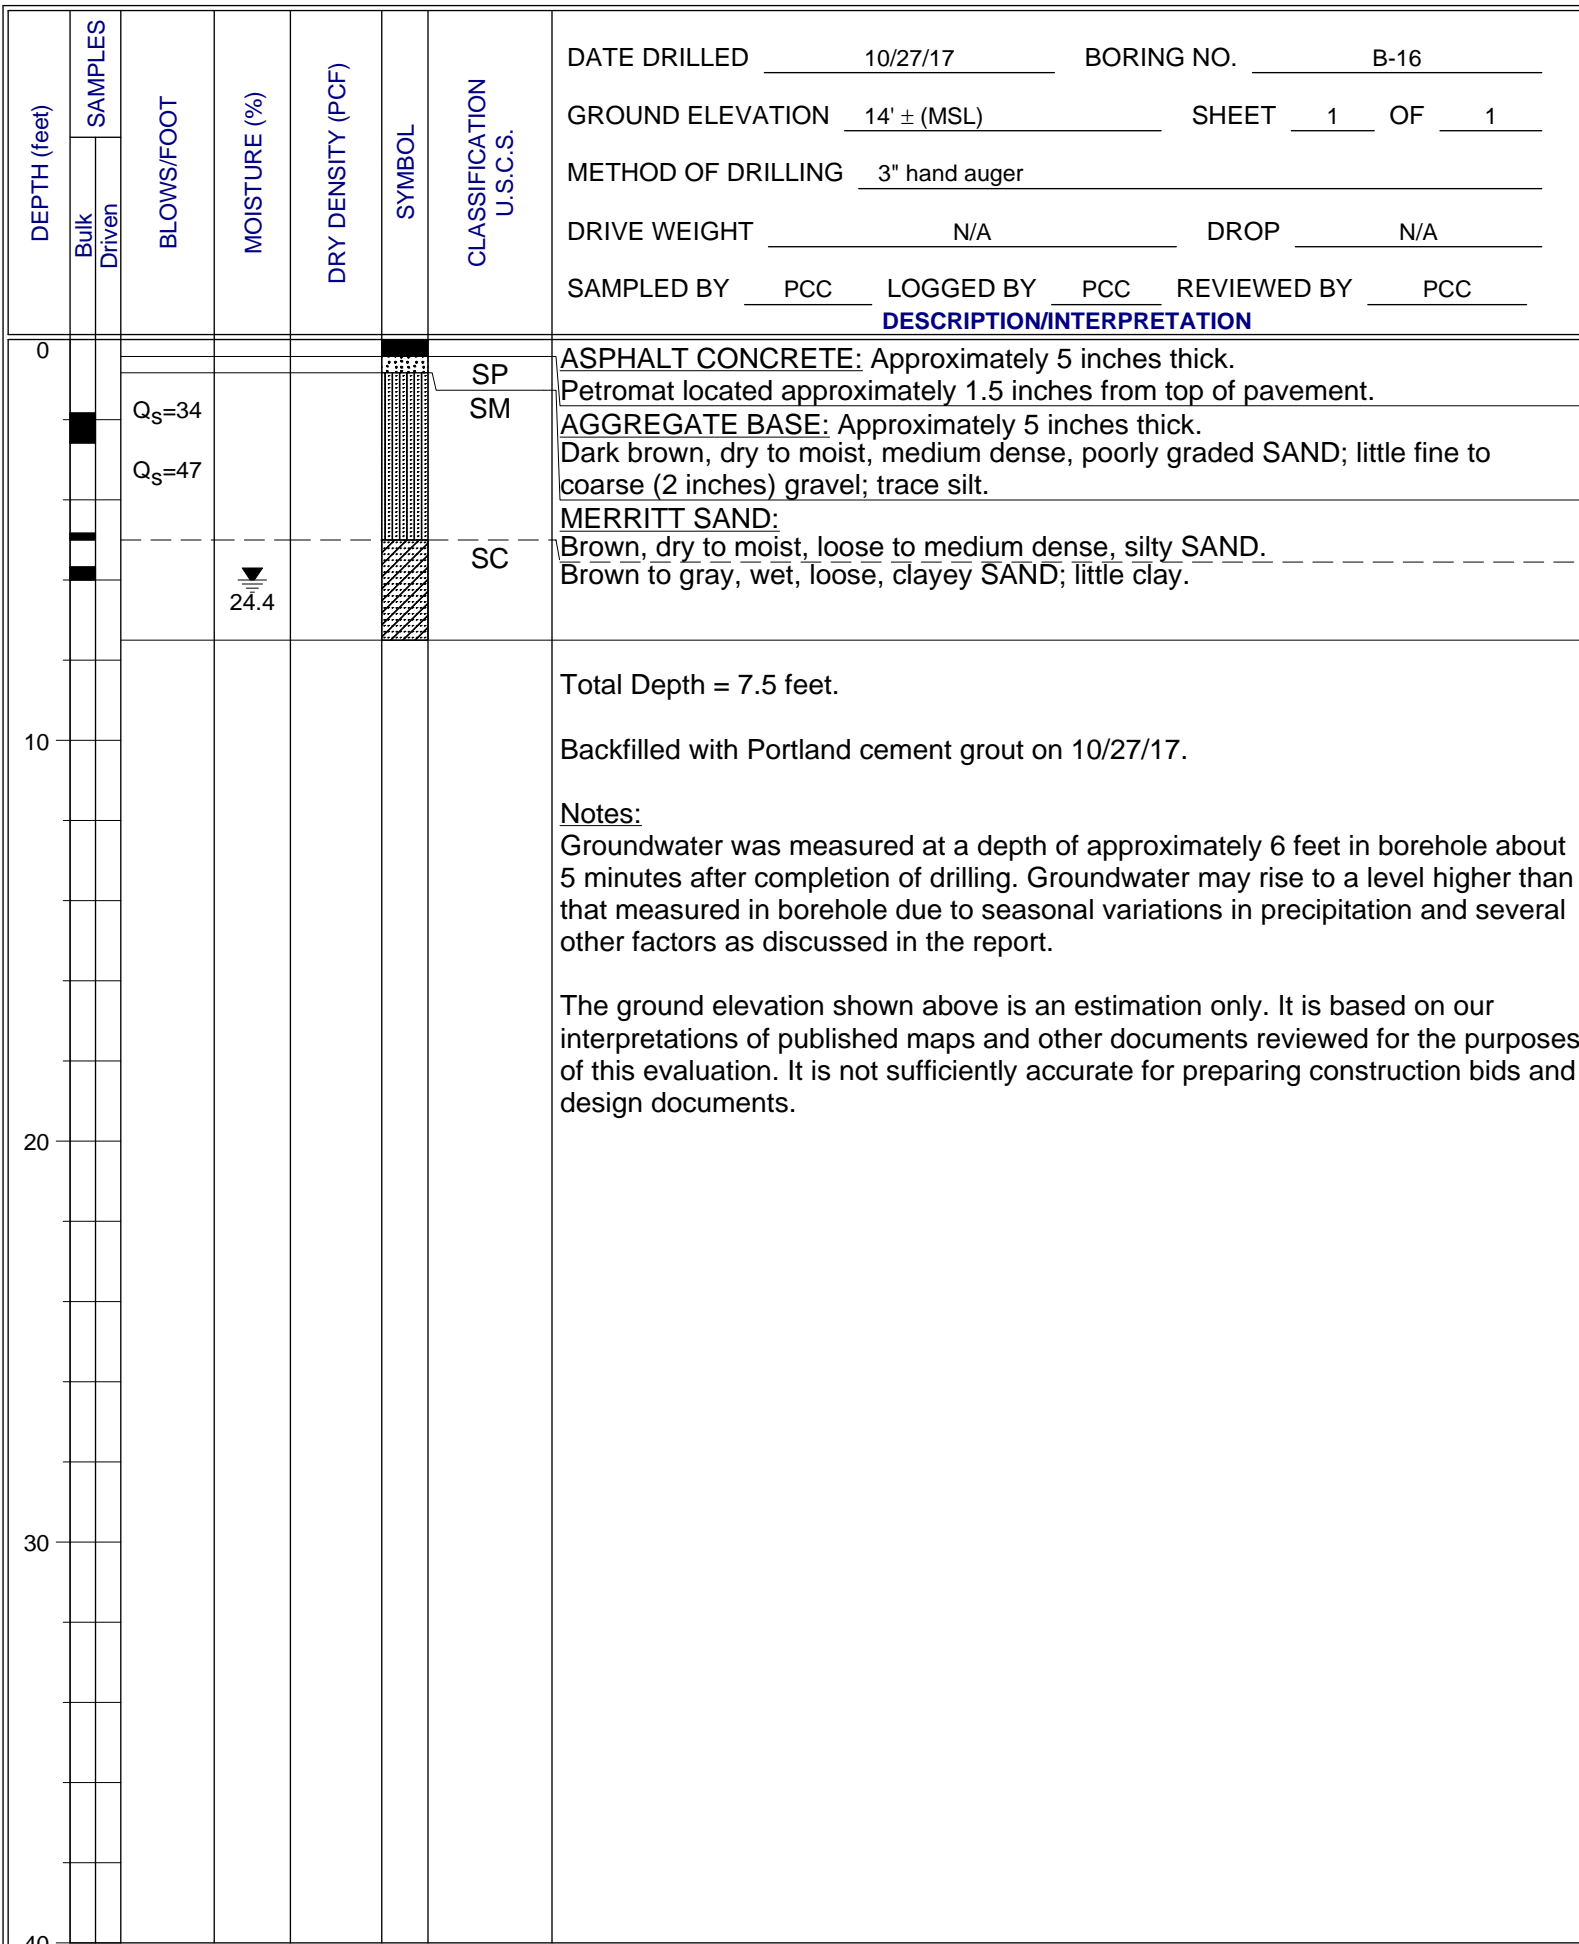 DEPTH (feet)
SAMPLES
Bulk
Driven
BLOWS/FOOT
MOISTURE (%)
DRY DENSITY (PCF)
SYMBOL
CLASSIFICATION
U.S.C.S.
DATE DRILLED 10/27/17 BORING NO. B-16
GROUND ELEVATION 14' ± (MSL) SHEET 1 OF 1
METHOD OF DRILLING 3" hand auger
DRIVE WEIGHT N/A DROP N/A
SAMPLED BY PCC LOGGED BY PCC REVIEWED BY PCC
DESCRIPTION/INTERPRETATION
0
SP
SM
Qs=34
Qs=47
SC
24.4
ASPHALT CONCRETE: Approximately 5 inches thick.
Petromat located approximately 1.5 inches from top of pavement.
AGGREGATE BASE: Approximately 5 inches thick.
Dark brown, dry to moist, medium dense, poorly graded SAND; little fine to
coarse (2 inches) gravel; trace silt.
MERRITT SAND:
Brown, dry to moist, loose to medium dense, silty SAND.
Brown to gray, wet, loose, clayey SAND; little clay.
Total Depth = 7.5 feet.
10
Backfilled with Portland cement grout on 10/27/17.
Notes:
Groundwater was measured at a depth of approximately 6 feet in borehole about
5 minutes after completion of drilling. Groundwater may rise to a level higher than
that measured in borehole due to seasonal variations in precipitation and several
other factors as discussed in the report.
The ground elevation shown above is an estimation only. It is based on our
interpretations of published maps and other documents reviewed for the purposes
of this evaluation. It is not sufficiently accurate for preparing construction bids and
design documents.
20
30
40